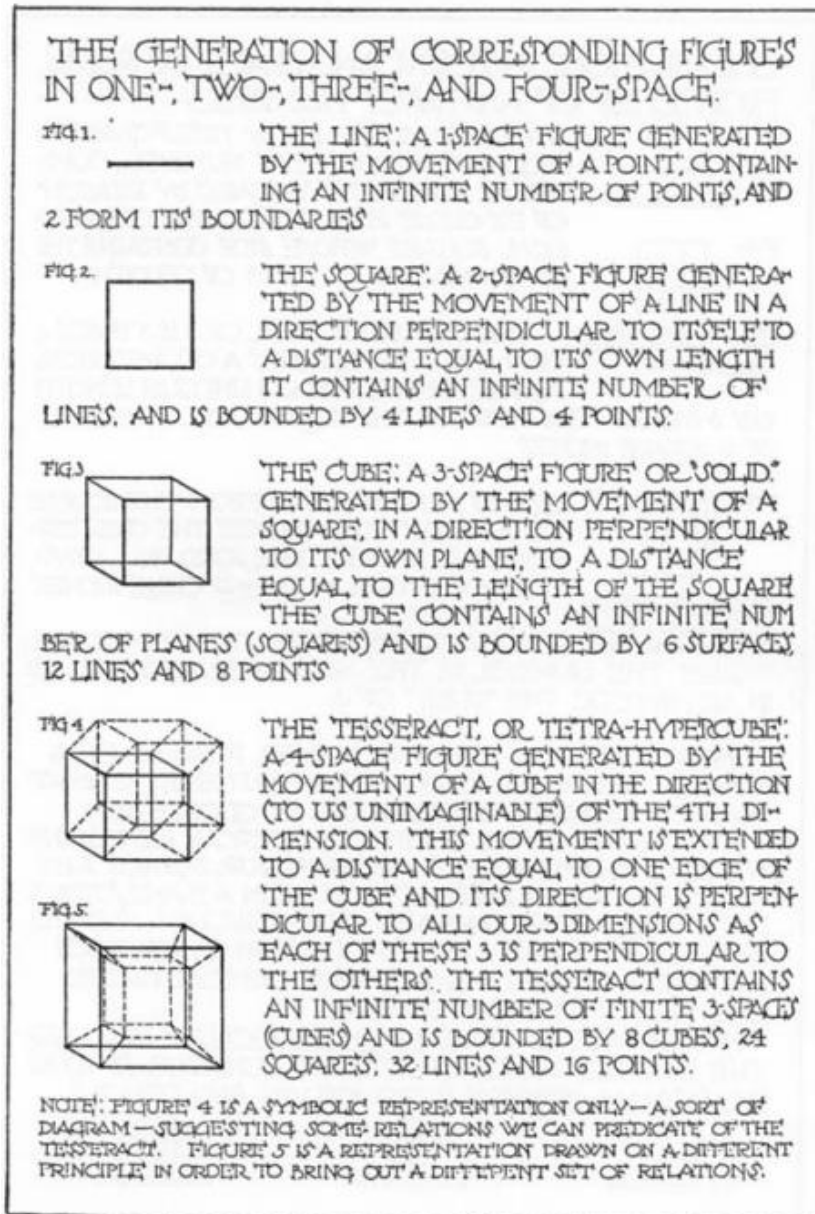 THE GENERATION OF CORRESPONDING FIGURES
IN ONE-, TWO-, THREE-, AND FOUR-SPACE.
FIG. 1.
THE LINE: A 1-SPACE FIGURE GENERATED
BY THE MOVEMENT OF A POINT, CONTAIN-
ING AN INFINITE NUMBER OF POINTS, AND
2 FORM ITS BOUNDARIES
FIG. 2.
THE SQUARE: A 2-SPACE FIGURE GENERA-
TED BY THE MOVEMENT OF A LINE IN A
DIRECTION PERPENDICULAR TO ITSELF TO
A DISTANCE EQUAL TO ITS OWN LENGTH
IT CONTAINS AN INFINITE NUMBER OF
LINES, AND IS BOUNDED BY 4 LINES AND 4 POINTS.
FIG. 3
THE CUBE: A 3-SPACE FIGURE OR "SOLID."
GENERATED BY THE MOVEMENT OF A
SQUARE, IN A DIRECTION PERPENDICULAR
TO ITS OWN PLANE, TO A DISTANCE
EQUAL TO THE LENGTH OF THE SQUARE
THE CUBE CONTAINS AN INFINITE NUM
BER OF PLANES (SQUARES) AND IS BOUNDED BY 6 SURFACES,
12 LINES AND 8 POINTS
FIG 4
THE TESSERACT, OR TETRA-HYPERCUBE:
A 4-SPACE FIGURE GENERATED BY THE
MOVEMENT OF A CUBE IN THE DIRECTION
(TO US UNIMAGINABLE) OF THE 4TH DI-
MENSION. THIS MOVEMENT IS EXTENDED
TO A DISTANCE EQUAL TO ONE EDGE OF
THE CUBE AND ITS DIRECTION IS PERPEN-
FIG. 5.
DICULAR TO ALL OUR 3 DIMENSIONS AS
EACH OF THESE 3 IS PERPENDICULAR TO
THE OTHERS. THE TESSERACT CONTAINS
AN INFINITE NUMBER OF FINITE 3-SPACES
(CUBES) AND IS BOUNDED BY 8 CUBES, 24
SQUARES, 32 LINES AND 16 POINTS.
NOTE: FIGURE 4 IS A SYMBOLIC REPRESENTATION ONLY — A SORT OF
DIAGRAM — SUGGESTING SOME RELATIONS WE CAN PREDICATE OF THE
TESSERACT. FIGURE 5 IS A REPRESENTATION DRAWN ON A DIFFERENT
PRINCIPLE IN ORDER TO BRING OUT A DIFFERENT SET OF RELATIONS.